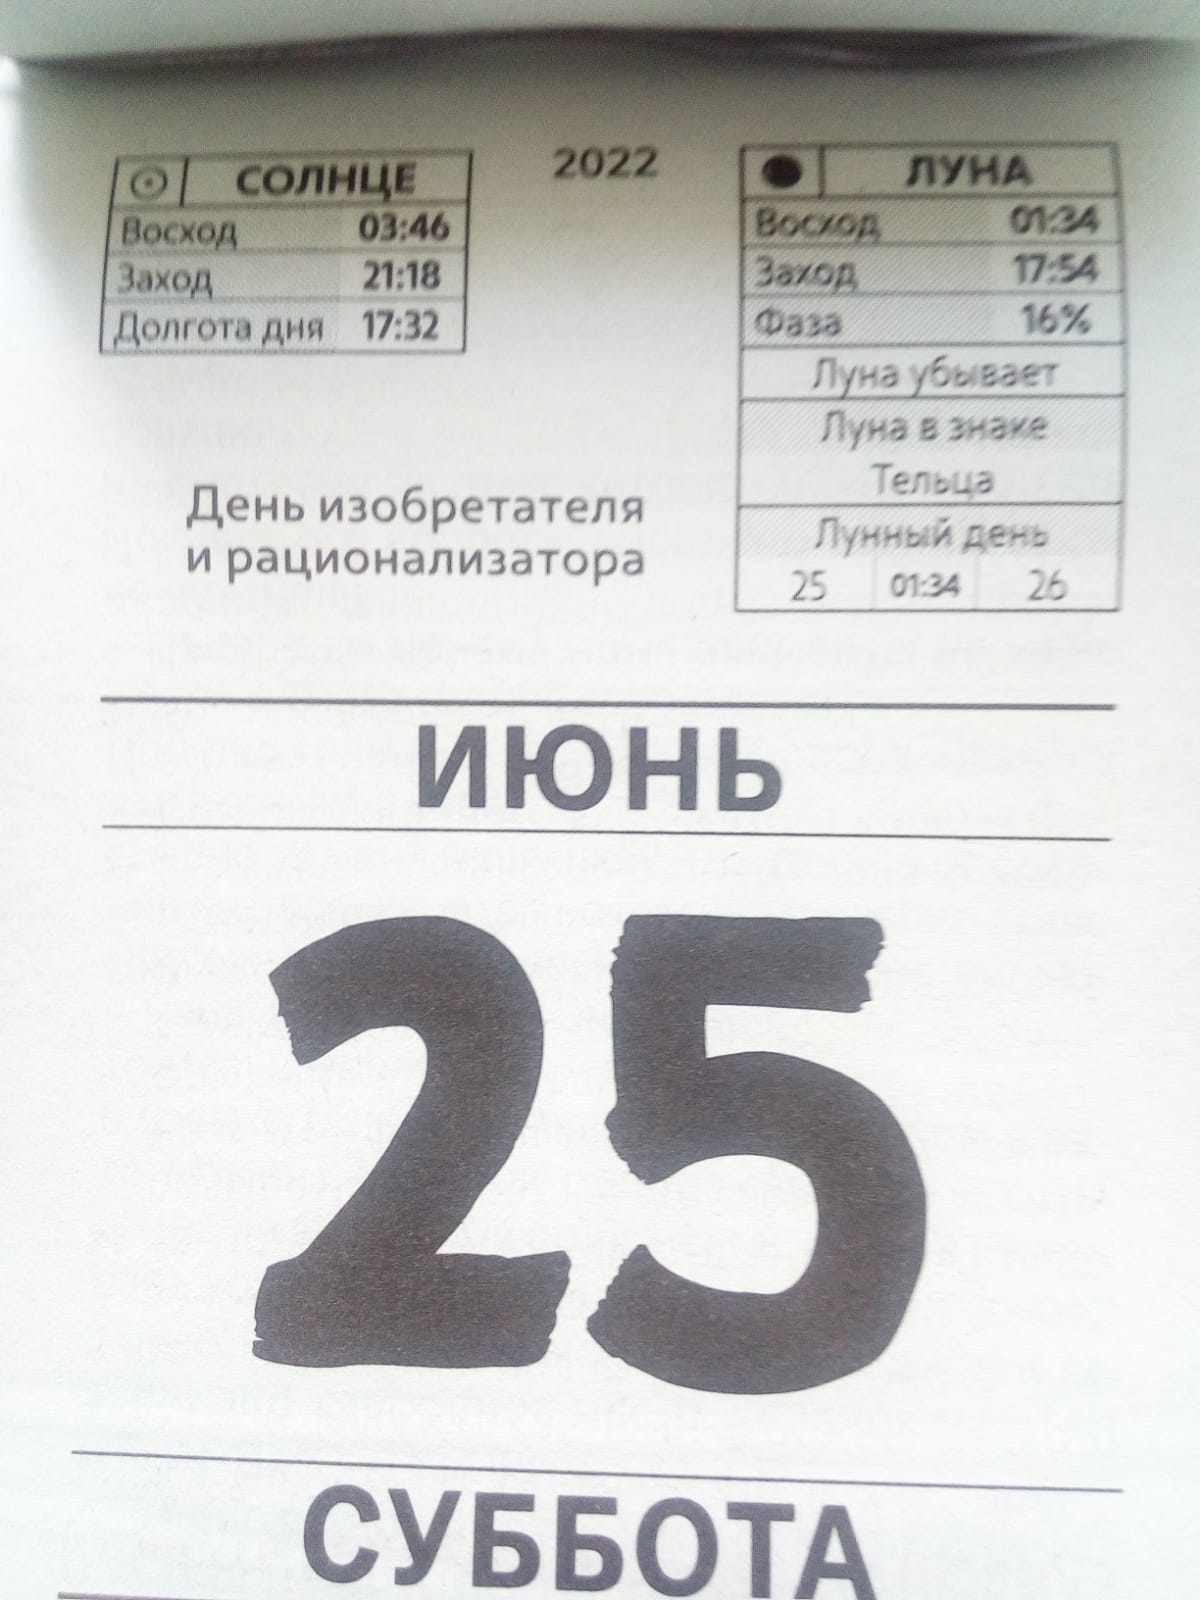 2022
СОЛНЦЕ
Восход 03:46
Заход 21:18
Долгота дня 17:32
ЛУНА
Восход 01:34
Заход 17:54
Фаза 16%
Луна убывает
Луна в знаке
Тельца
Лунный день
25 01:34 26
День изобретателя
и рационализатора
ИЮНЬ
25
СУББОТА